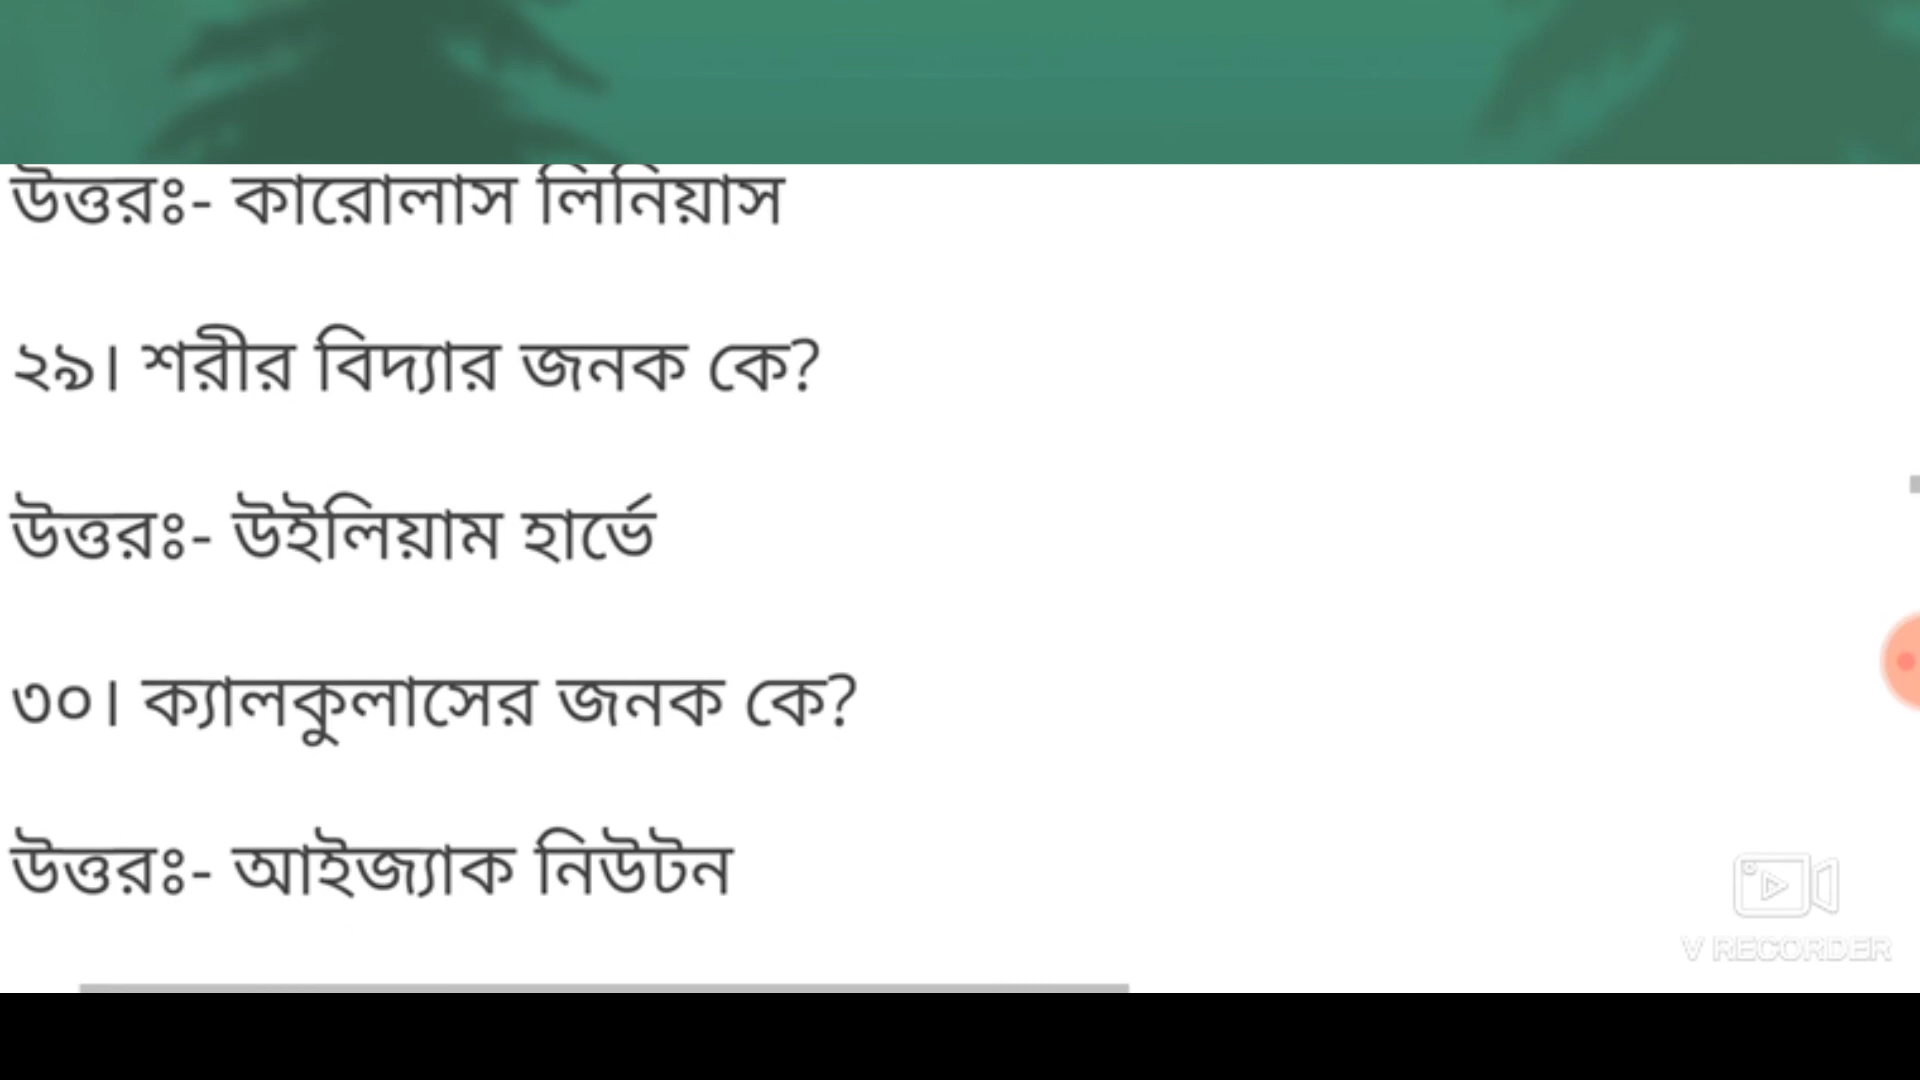 উত্তরঃ- কারোলাস লিনিয়াস
২৯। শরীর বিদ্যার জনক কে?
উত্তরঃ- উইলিয়াম হার্ভে
৩০। ক্যালকুলাসের জনক কে?
উত্তরঃ- আইজ্যাক নিউটন
V RECORDER